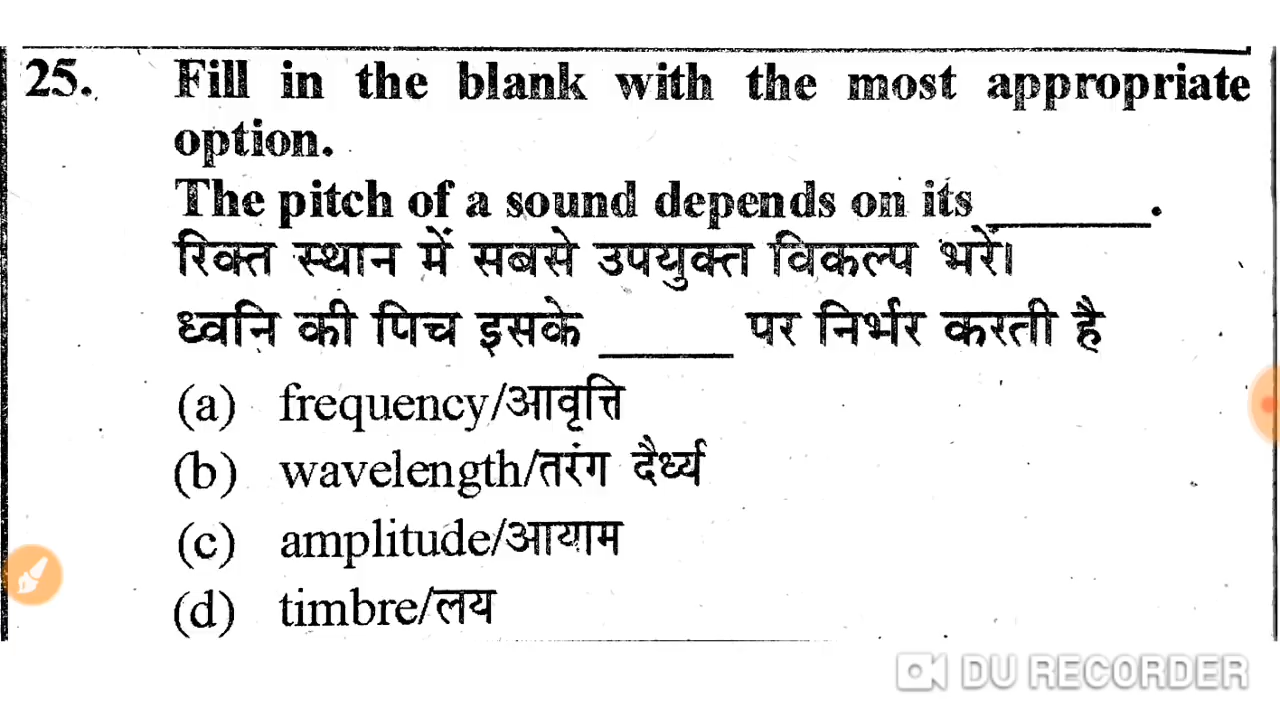 25. Fill in the blank with the most appropriate
option.
The pitch of a sound depends on its ______.
रिक्त स्थान में सबसे उपयुक्त विकल्प भरें।
ध्वनि की पिच इसके ______ पर निर्भर करती है
(a) frequency/आवृत्ति
(b) wavelength/तरंग दैर्ध्य
(c) amplitude/आयाम
(d) timbre/लय
DU RECORDER